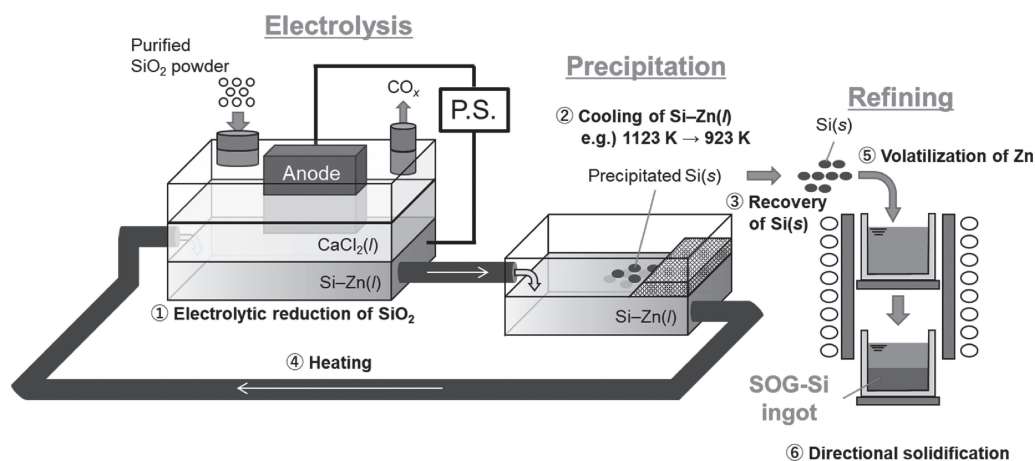 Electrolysis
Purified
SiO₂ powder
COₓ
P.S.
Anode
CaCl₂(l)
Si–Zn(l)
① Electrolytic reduction of SiO₂
④ Heating
Precipitation
② Cooling of Si–Zn(l)
e.g.) 1123 K → 923 K
Precipitated Si(s)
③ Recovery
of Si(s)
Si–Zn(l)
Refining
Si(s)
⑤ Volatilization of Zn
SOG-Si
ingot
⑥ Directional solidification